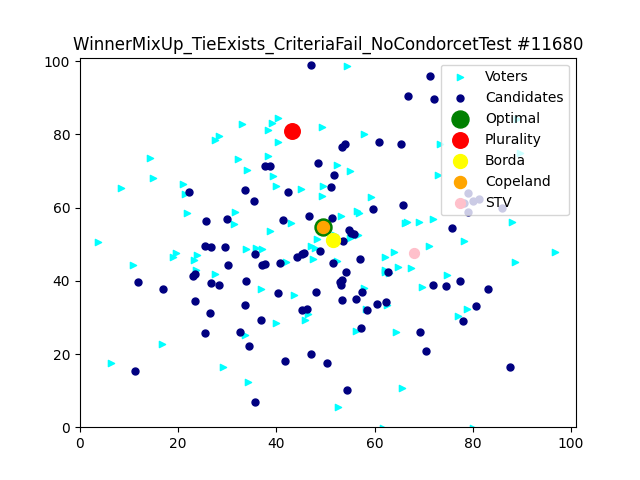 WinnerMixUp_TieExists_CriteriaFail_NoCondorcetTest #11680
100
80
60
40
20
0
0
20
40
60
80
100
Voters
Candidates
Optimal
Plurality
Borda
Copeland
STV